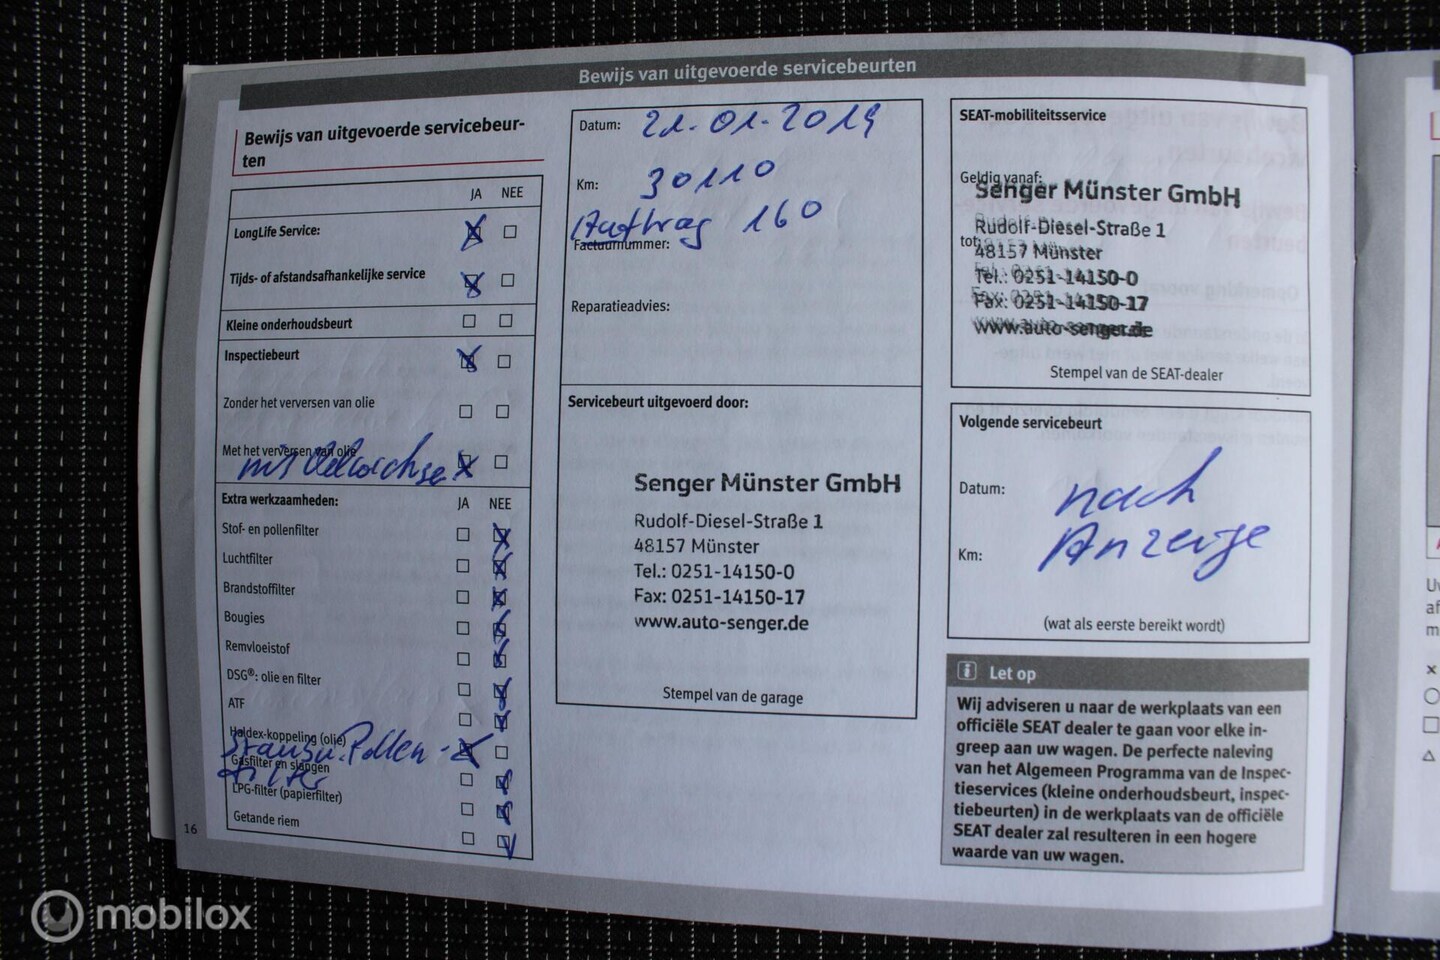 Bewijs van uitgevoerde servicebeurten
Bewijs van uitgevoerde servicebeur-
ten
JA NEE
LongLife Service:
Tijds- of afstandsafhankelijke service
Kleine onderhoudsbeurt
Inspectiebeurt
Zonder het verversen van olie
Met het verversen van olie
mit Oelwechsel
Extra werkzaamheden: JA NEE
Stof- en pollenfilter
Luchtfilter
Brandstoffilter
Bougies
Remvloeistof
DSG®: olie en filter
ATF
Haldex-koppeling (olie)
Staub u. Pollen-
filter
Gasfilter en slangen
LPG-filter (papierfilter)
Getande riem
16
Datum: 21.01.2019
Km: 30110
Auftrag 160
Factuurnummer:
Reparatieadvies:
Servicebeurt uitgevoerd door:
Senger Münster GmbH
Rudolf-Diesel-Straße 1
48157 Münster
Tel.: 0251-14150-0
Fax: 0251-14150-17
www.auto-senger.de
Stempel van de garage
SEAT-mobiliteitsservice
Geldig vanaf:
Senger Münster GmbH
Rudolf-Diesel-Straße 1
tot:
48157 Münster
Tel.: 0251-14150-0
Fax: 0251-14150-17
www.auto-senger.de
Stempel van de SEAT-dealer
Volgende servicebeurt
Datum: nach
Km: Anzeige
(wat als eerste bereikt wordt)
i Let op
Wij adviseren u naar de werkplaats van een
officiële SEAT dealer te gaan voor elke in-
greep aan uw wagen. De perfecte naleving
van het Algemeen Programma van de Inspec-
tieservices (kleine onderhoudsbeurt, inspec-
tiebeurten) in de werkplaats van de officiële
SEAT dealer zal resulteren in een hogere
waarde van uw wagen.
mobilox